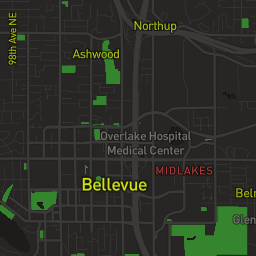 98th Ave NE
Northup
Ashwood
Overlake Hospital
Medical Center
MIDLAKES
Bellevue
Bel
Glen